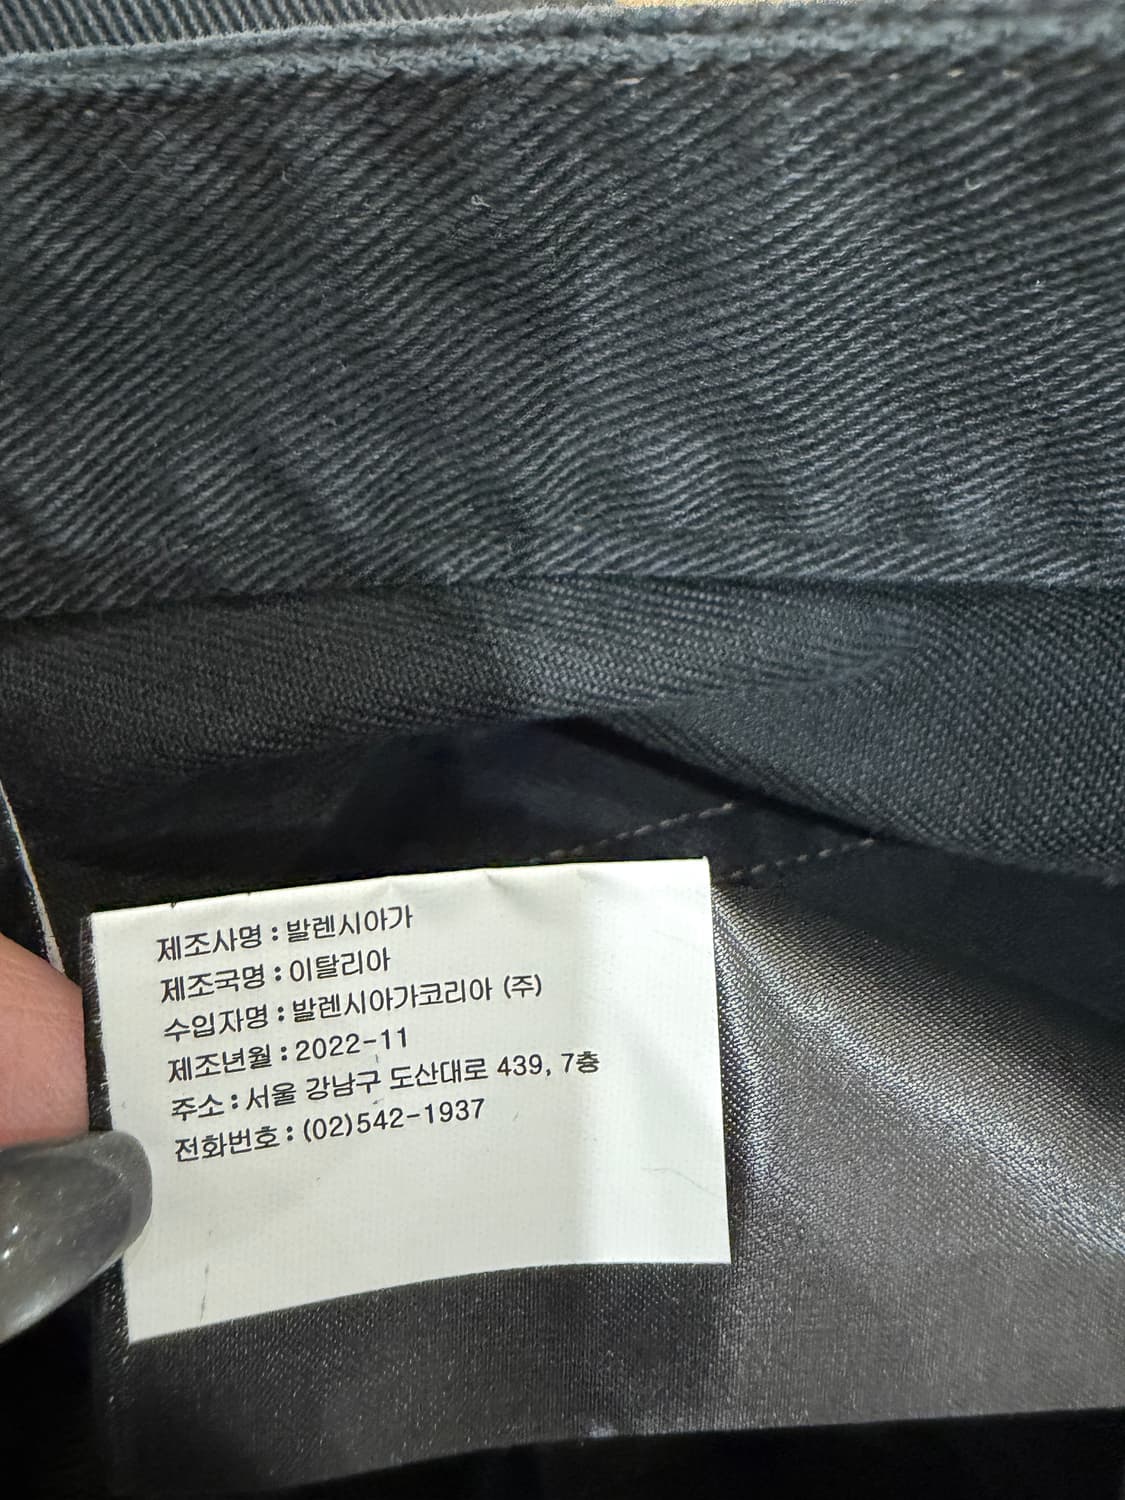 제조사명 : 발렌시아가
제조국명 : 이탈리아
수입자명 : 발렌시아가코리아 (주)
제조년월 : 2022-11
주소 : 서울 강남구 도산대로 439, 7층
전화번호 : (02)542-1937